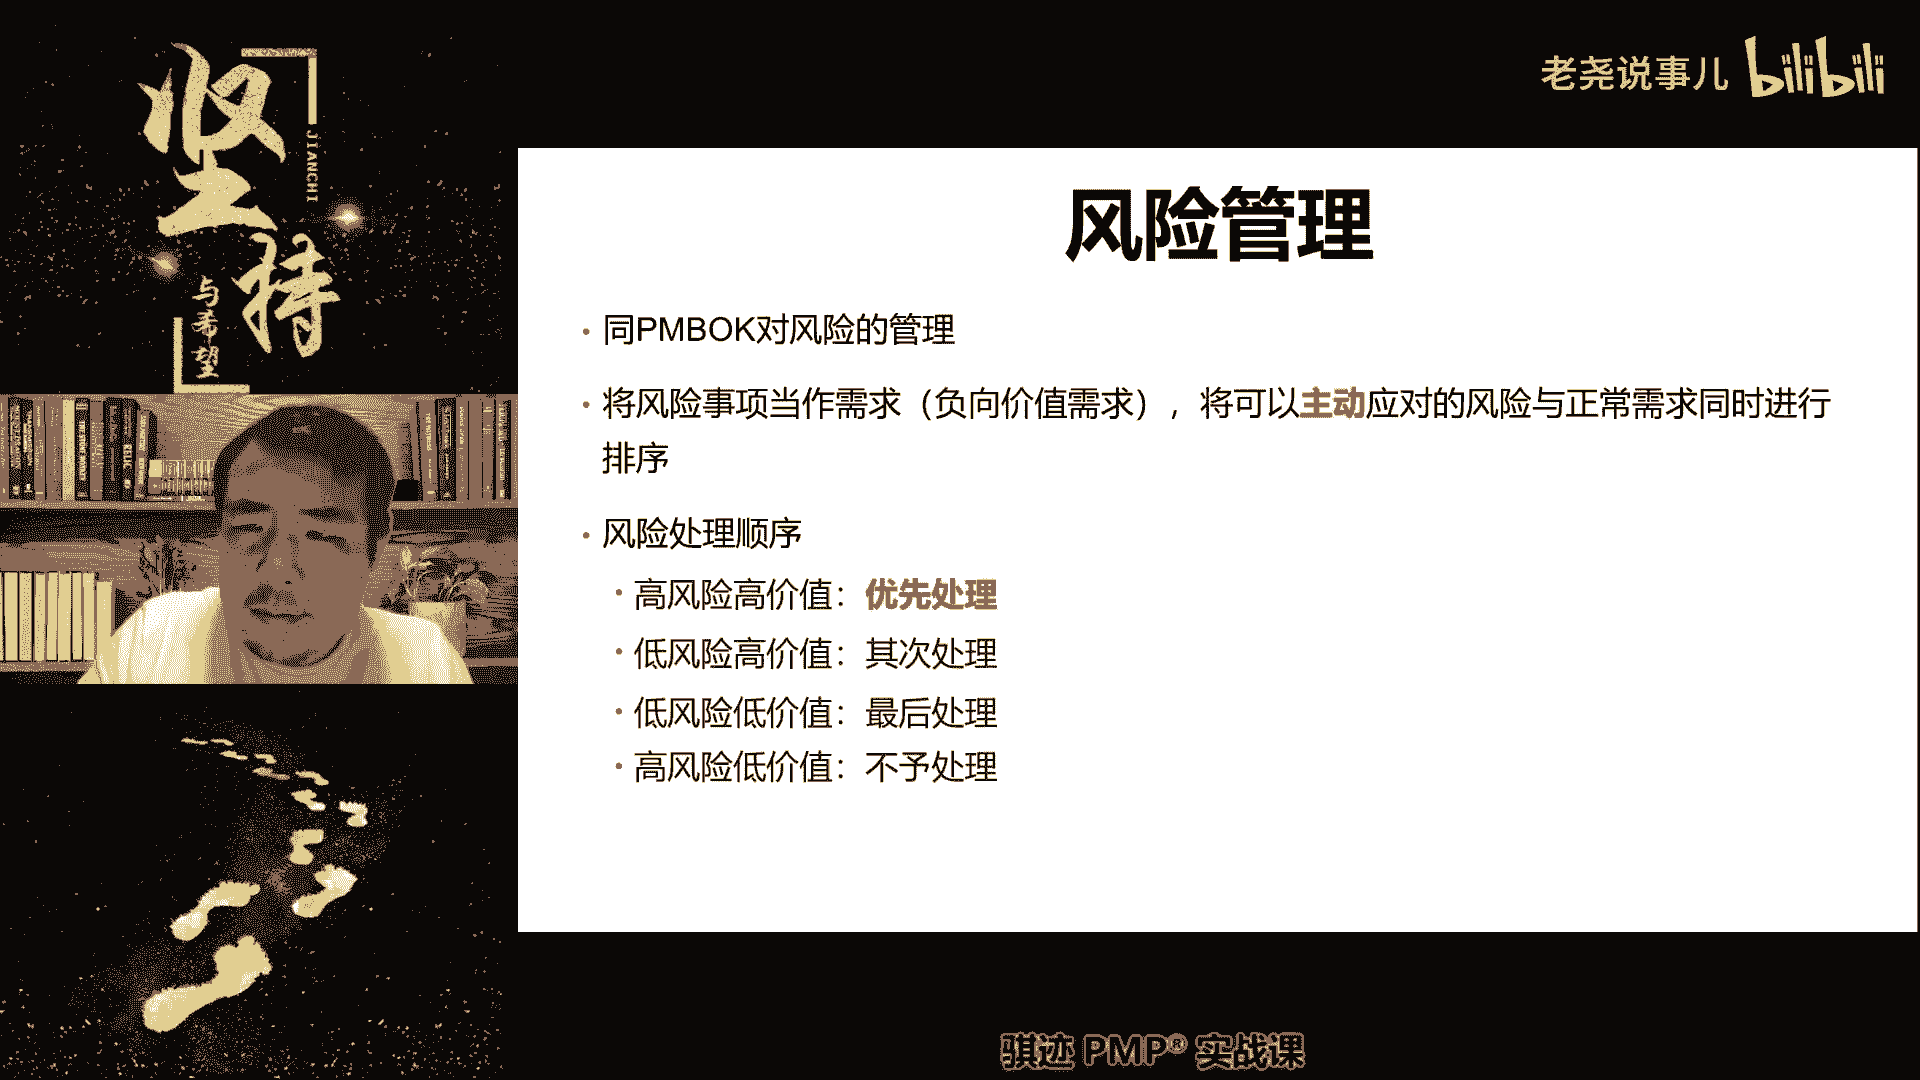 坚持
JIANCHI
与希望
老尧说事儿 bilibili
风险管理
• 同PMBOK对风险的管理
• 将风险事项当作需求（负向价值需求），将可以主动应对的风险与正常需求同时进行
排序
• 风险处理顺序
• 高风险高价值：优先处理
• 低风险高价值：其次处理
• 低风险低价值：最后处理
• 高风险低价值：不予处理
骐迹 PMP® 实战课